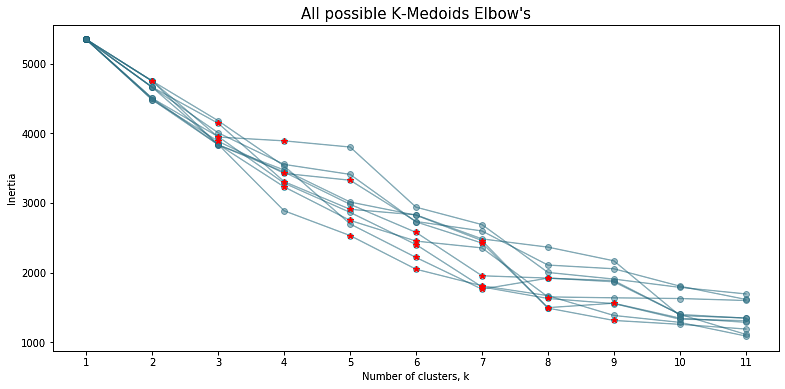 All possible K-Medoids Elbow's
5000
4000
Inertia
3000
2000
1000
1 2 3 4 5 6 7 8 9 10 11
Number of clusters, k